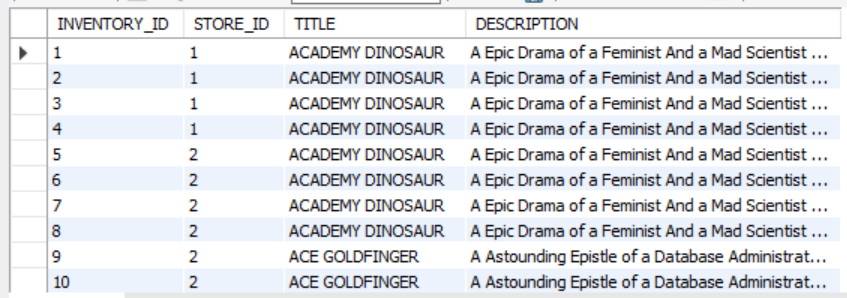 INVENTORY_ID STORE_ID TITLE DESCRIPTION
1 1 ACADEMY DINOSAUR A Epic Drama of a Feminist And a Mad Scientist ...
2 1 ACADEMY DINOSAUR A Epic Drama of a Feminist And a Mad Scientist ...
3 1 ACADEMY DINOSAUR A Epic Drama of a Feminist And a Mad Scientist ...
4 1 ACADEMY DINOSAUR A Epic Drama of a Feminist And a Mad Scientist ...
5 2 ACADEMY DINOSAUR A Epic Drama of a Feminist And a Mad Scientist ...
6 2 ACADEMY DINOSAUR A Epic Drama of a Feminist And a Mad Scientist ...
7 2 ACADEMY DINOSAUR A Epic Drama of a Feminist And a Mad Scientist ...
8 2 ACADEMY DINOSAUR A Epic Drama of a Feminist And a Mad Scientist ...
9 2 ACE GOLDFINGER A Astounding Epistle of a Database Administrat...
10 2 ACE GOLDFINGER A Astounding Epistle of a Database Administrat...